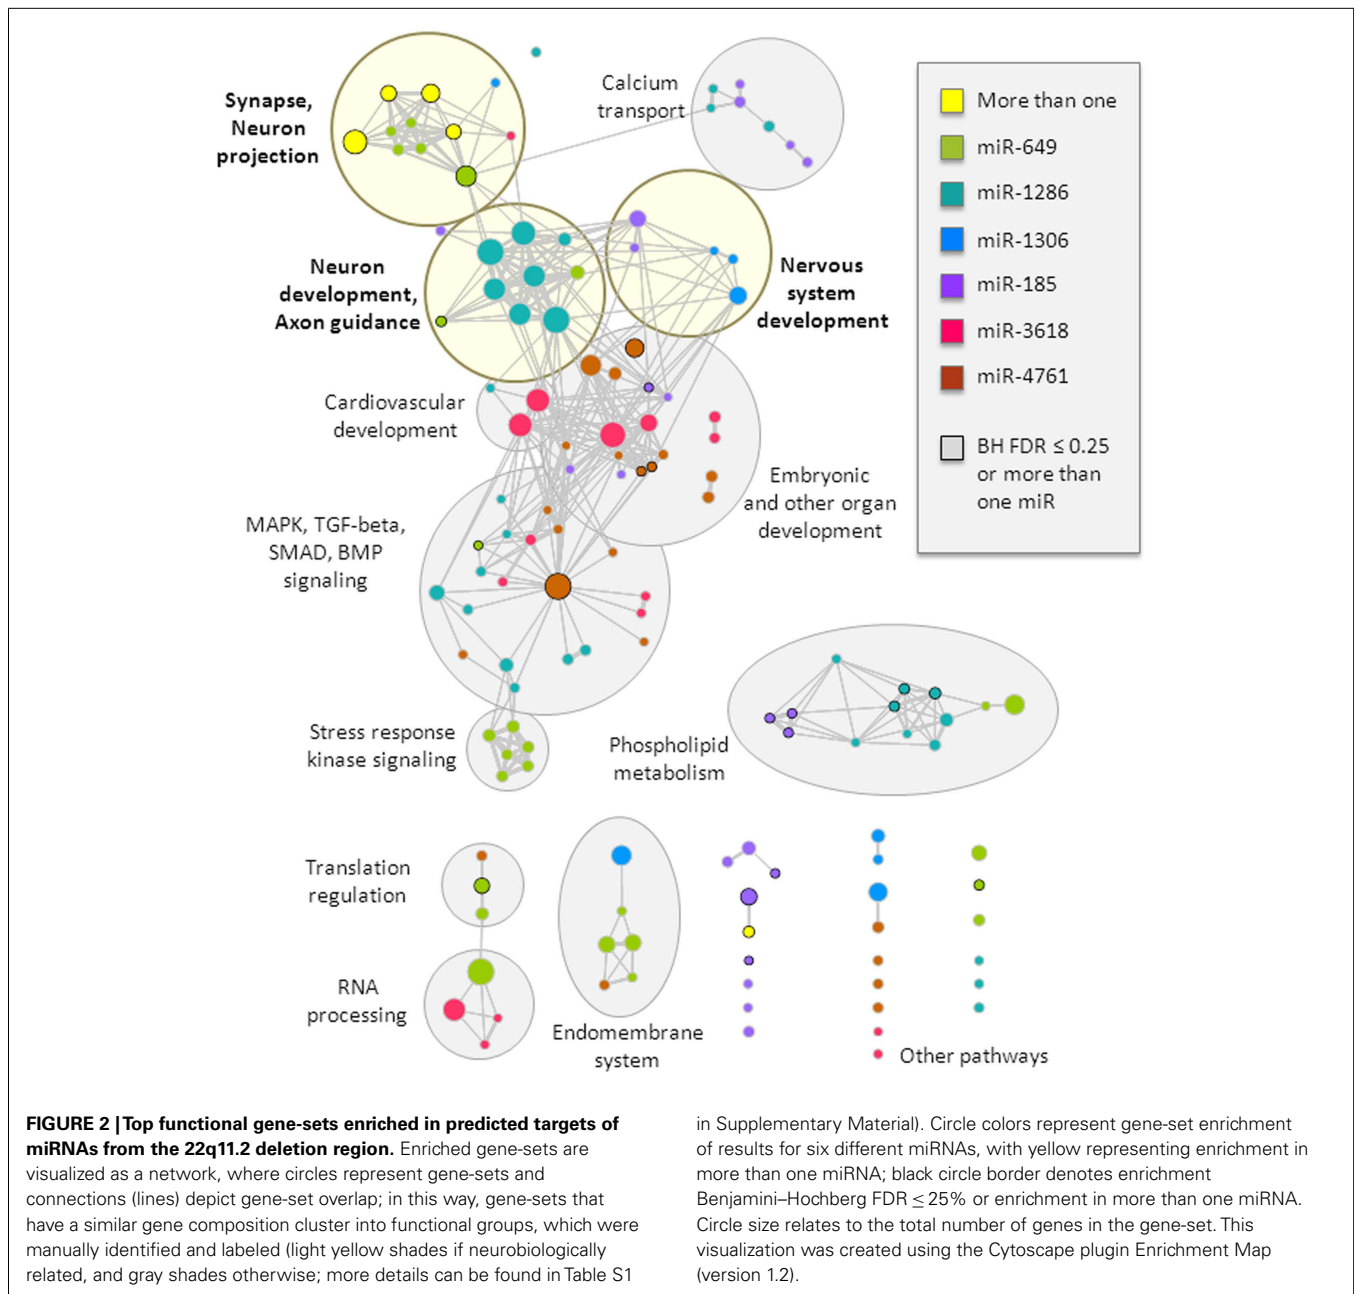 Synapse,
Neuron
projection
Calcium
transport
More than one
miR-649
miR-1286
miR-1306
miR-185
miR-3618
miR-4761
BH FDR ≤ 0.25
or more than
one miR
Neuron
development,
Axon guidance
Nervous
system
development
Cardiovascular
development
Embryonic
and other organ
development
MAPK, TGF-beta,
SMAD, BMP
signaling
Stress response
kinase signaling
Phospholipid
metabolism
Translation
regulation
RNA
processing
Endomembrane
system
Other pathways
FIGURE 2 | Top functional gene-sets enriched in predicted targets of
miRNAs from the 22q11.2 deletion region. Enriched gene-sets are
visualized as a network, where circles represent gene-sets and
connections (lines) depict gene-set overlap; in this way, gene-sets that
have a similar gene composition cluster into functional groups, which were
manually identified and labeled (light yellow shades if neurobiologically
related, and gray shades otherwise; more details can be found in Table S1
in Supplementary Material). Circle colors represent gene-set enrichment
of results for six different miRNAs, with yellow representing enrichment in
more than one miRNA; black circle border denotes enrichment
Benjamini–Hochberg FDR ≤ 25% or enrichment in more than one miRNA.
Circle size relates to the total number of genes in the gene-set. This
visualization was created using the Cytoscape plugin Enrichment Map
(version 1.2).